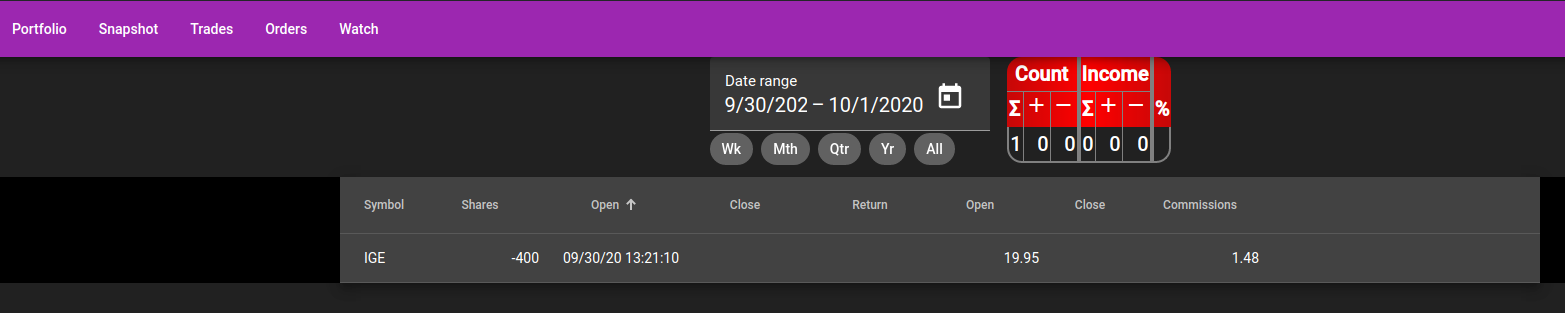 Portfolio Snapshot Trades Orders Watch
Date range
9/30/202 – 10/1/2020
Wk Mth Qtr Yr All
Count Income
Σ + − Σ + − %
1 0 0 0 0 0
Symbol Shares Open ↑ Close Return Open Close Commissions
IGE -400 09/30/20 13:21:10 19.95 1.48